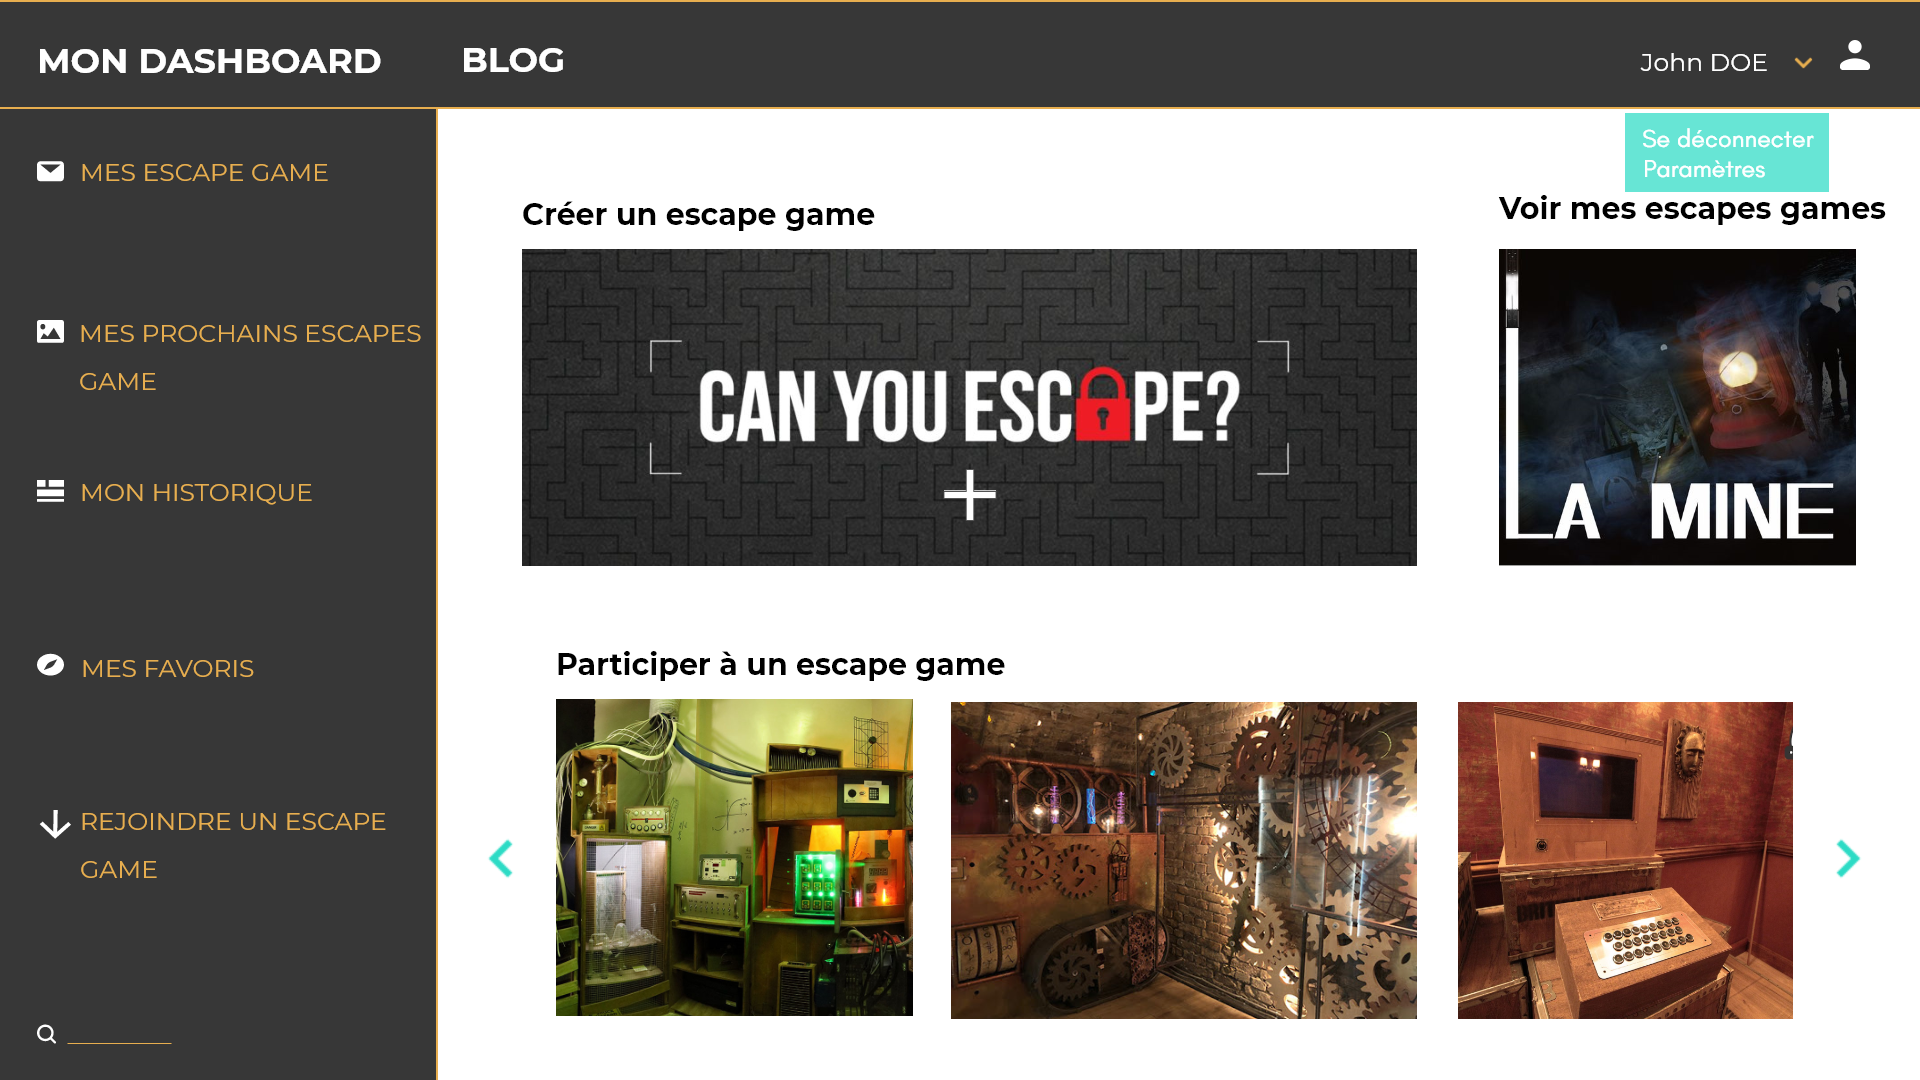 MON DASHBOARD
BLOG
John DOE
Se déconnecter
Paramètres
MES ESCAPE GAME
MES PROCHAINS ESCAPES
GAME
MON HISTORIQUE
MES FAVORIS
REJOINDRE UN ESCAPE
GAME
Créer un escape game
CAN YOU ESCAPE?
Voir mes escapes games
LA MINE
Participer à un escape game